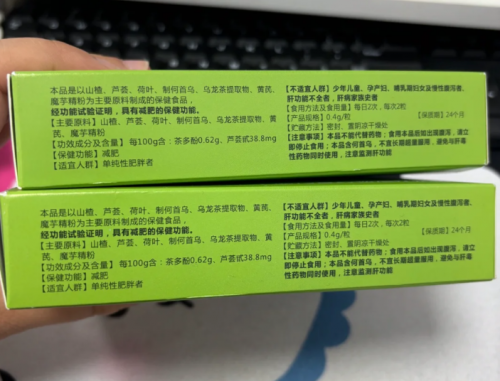 本品是以山楂、芦荟、荷叶、制何首乌、乌龙茶提取物、黄芪、
魔芋精粉为主要原料制成的保健食品，
经功能试验证明，具有减肥的保健功能。
【主要原料】山楂、芦荟、荷叶、制何首乌、乌龙茶提取物、黄
芪、魔芋精粉
【功效成分及含量】每100g含：茶多酚0.62g、芦荟甙38.8mg
【保健功能】减肥
【适宜人群】单纯性肥胖者
【不适宜人群】少年儿童、孕产妇、哺乳期妇女及慢性腹泻者、
肝功能不全者，肝病家族史者
【食用方法及食用量】每日2次，每次2粒
【产品规格】0.4g/粒
【保质期】24个月
【贮藏方法】密封、置阴凉干燥处
【注意事项】本品不能代替药物；食用本品后如出现腹泻，请立
即停止食用；本品含何首乌，不宜长期超量服用，避免与肝毒
性药物同时使用，注意监测肝功能
本品是以山楂、芦荟、荷叶、制何首乌、乌龙茶提取物、黄芪、
魔芋精粉为主要原料制成的保健食品，
经功能试验证明，具有减肥的保健功能。
【主要原料】山楂、芦荟、荷叶、制何首乌、乌龙茶提取物、黄
芪、魔芋精粉
【功效成分及含量】每100g含：茶多酚0.62g、芦荟甙38.8mg
【保健功能】减肥
【适宜人群】单纯性肥胖者
【不适宜人群】少年儿童、孕产妇、哺乳期妇女及慢性腹泻者、
肝功能不全者，肝病家族史者
【食用方法及食用量】每日2次，每次2粒
【产品规格】0.4g/粒
【保质期】24个月
【贮藏方法】密封、置阴凉干燥处
【注意事项】本品不能代替药物；食用本品后如出现腹泻，请立
即停止食用；本品含何首乌，不宜长期超量服用，避免与肝毒
性药物同时使用，注意监测肝功能